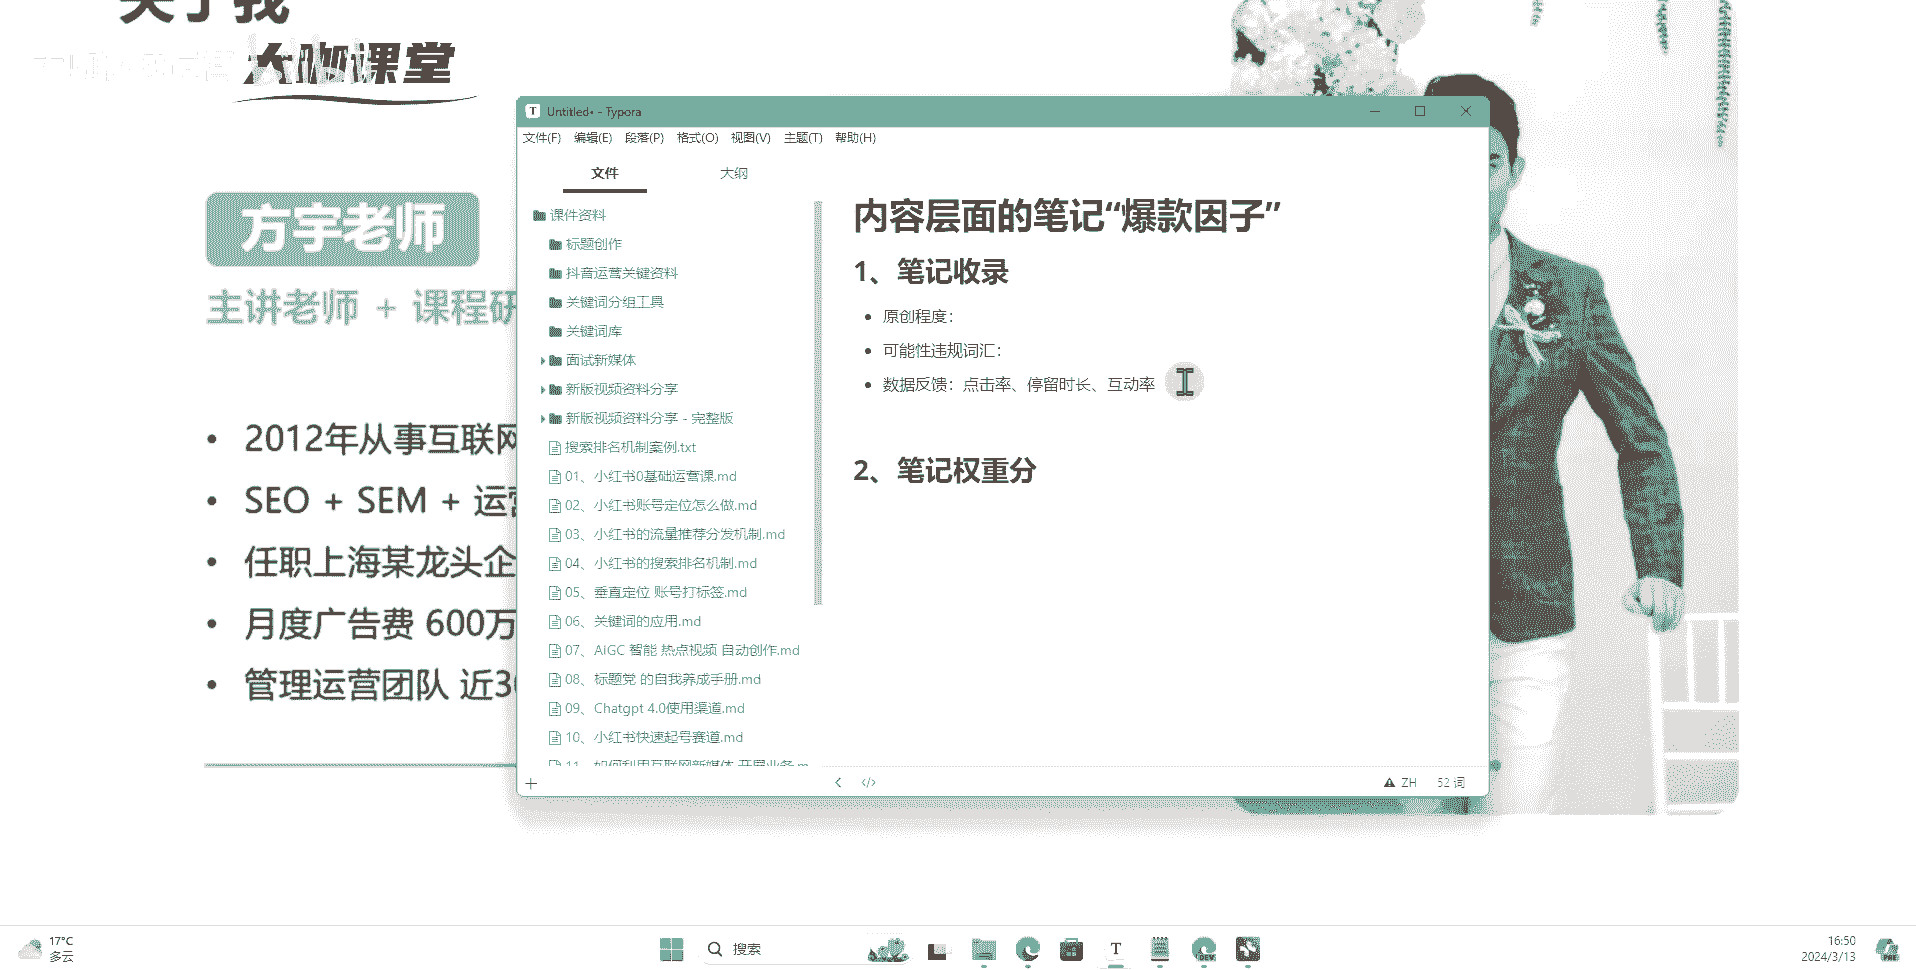 关于我
大咖课堂
方宇老师
主讲老师 + 课程研
• 2012年从事互联网
• SEO + SEM + 运营
• 任职上海某龙头企
• 月度广告费 600万
• 管理运营团队 近30
Untitled• - Typora
文件(F) 编辑(E) 段落(P) 格式(O) 视图(V) 主题(T) 帮助(H)
文件 大纲
课件资料
标题创作
抖音运营关键资料
关键词分组工具
关键词库
面试新媒体
新版视频资料分享
新版视频资料分享 - 完整版
搜索排名机制案例.txt
01、小红书0基础运营课.md
02、小红书账号定位怎么做.md
03、小红书的流量推荐分发机制.md
04、小红书的搜索排名机制.md
05、垂直定位 账号打标签.md
06、关键词的应用.md
07、AIGC 智能 热点视频 自动创作.md
08、标题党 的自我养成手册.md
09、Chatgpt 4.0使用渠道.md
10、小红书快速起号赛道.md
11、如何利用互联网新媒体 开展业务.m
内容层面的笔记“爆款因子”
1、笔记收录
• 原创程度：
• 可能性违规词汇：
• 数据反馈：点击率、停留时长、互动率
2、笔记权重分
ZH 52 词
17°C
多云
搜索
T
DEV
16:50
2024/3/13
PRE